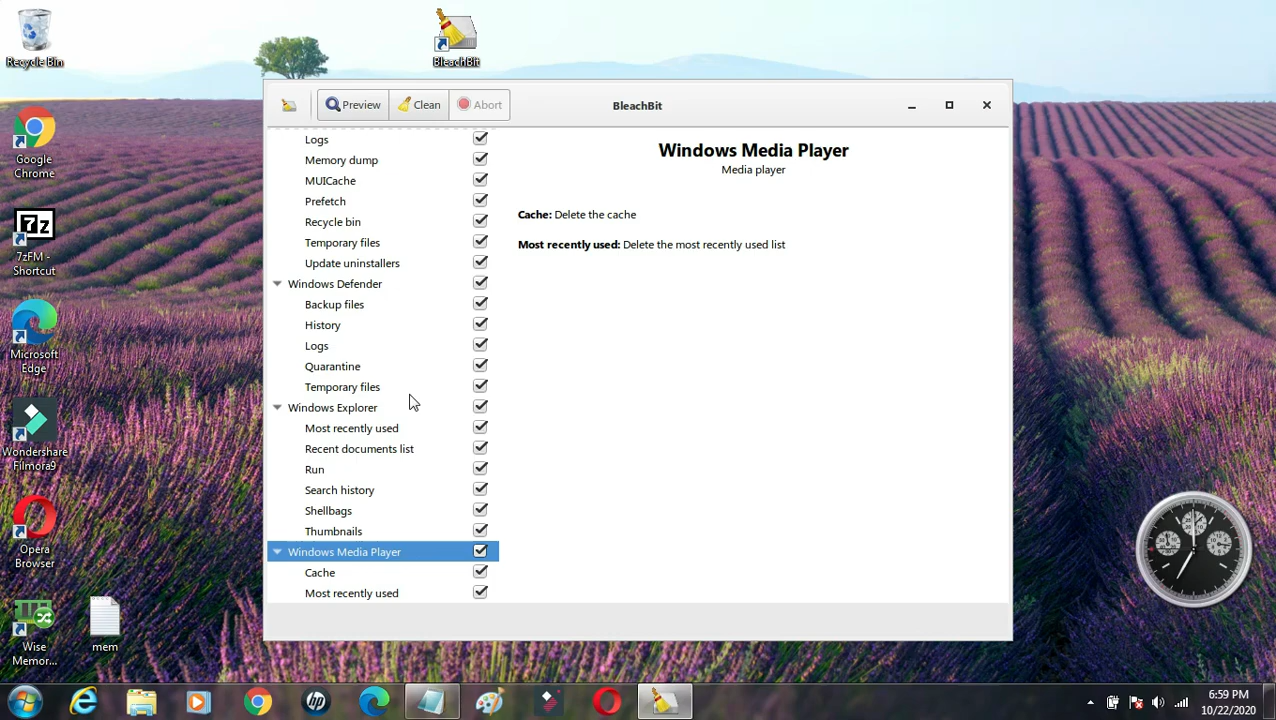 Recycle Bin
BleachBit
Google
Chrome
7z
7zFM -
Shortcut
Microsoft
Edge
Wondershare
Filmora9
Opera
Browser
Wise
Memor...
mem
Preview
Clean
Abort
BleachBit
Logs
Memory dump
MUICache
Prefetch
Recycle bin
Temporary files
Update uninstallers
Windows Defender
Backup files
History
Logs
Quarantine
Temporary files
Windows Explorer
Most recently used
Recent documents list
Run
Search history
Shellbags
Thumbnails
Windows Media Player
Cache
Most recently used
Windows Media Player
Media player
Cache: Delete the cache
Most recently used: Delete the most recently used list
hp
6:59 PM
10/22/2020